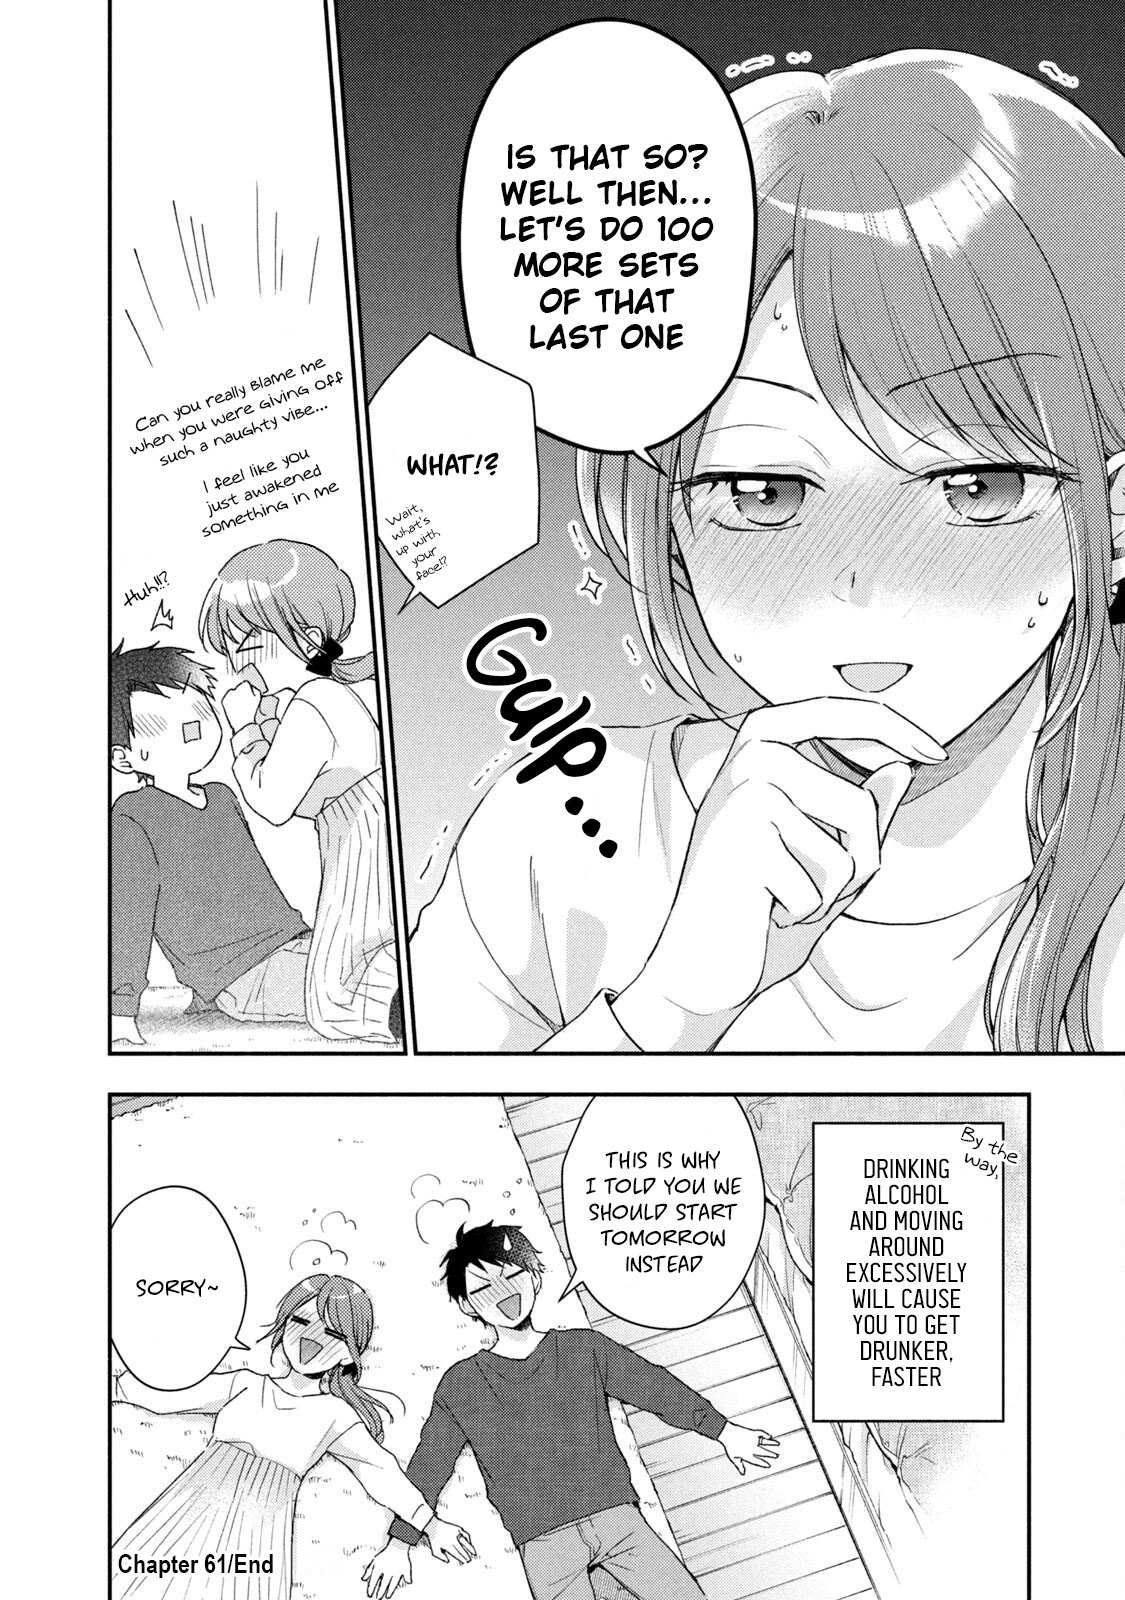 IS THAT SO?
WELL THEN...
LET'S DO 100
MORE SETS
OF THAT
LAST ONE
WHAT!?
Wait,
what's
up with
your
face!?
Gulp...
Can you really blame me
when you were giving off
such a naughty vibe...
I feel like you
just awakened
something in me
Huh!!?
By the
way,
DRINKING
ALCOHOL
AND MOVING
AROUND
EXCESSIVELY
WILL CAUSE
YOU TO GET
DRUNKER,
FASTER
THIS IS WHY
I TOLD YOU WE
SHOULD START
TOMORROW
INSTEAD
SORRY~
Chapter 61/End